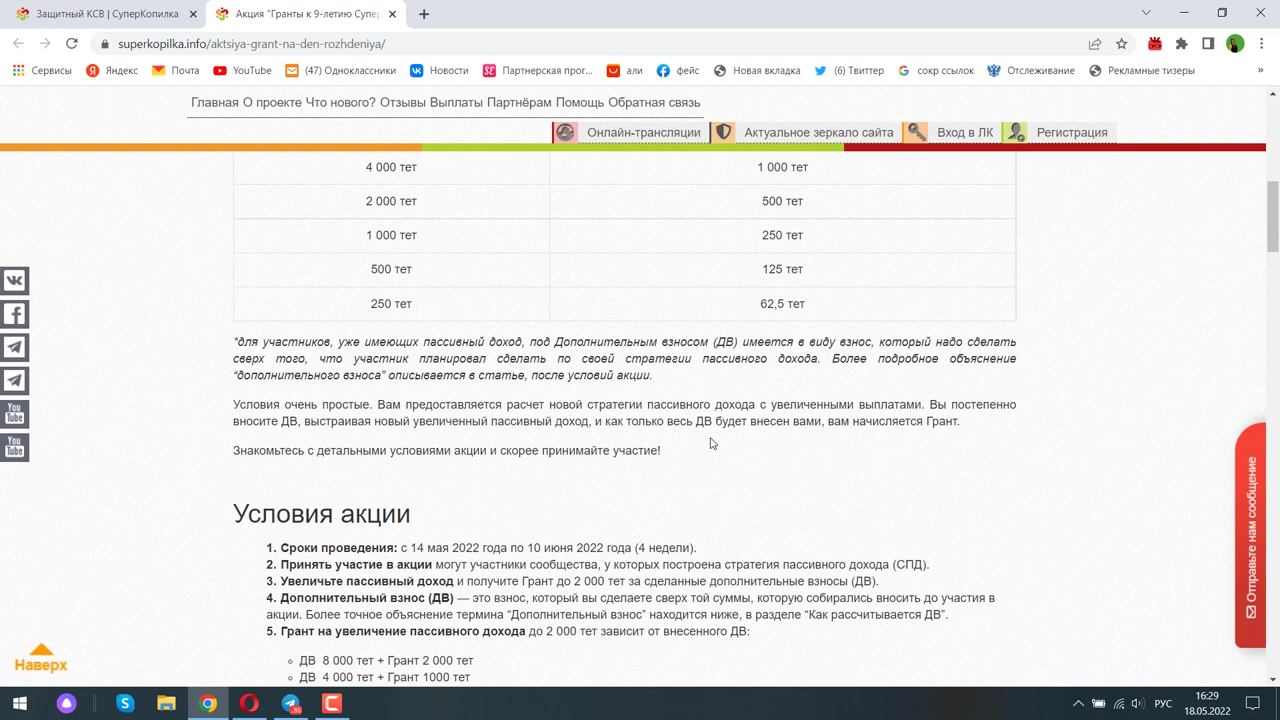 Защитный КСВ | СуперКопилка
Акция "Гранты к 9-летию Супер
superkopilka.info/aktsiya-grant-na-den-rozhdeniya/
Сервисы Яндекс Почта YouTube (47) Одноклассники Новости Партнерская прог... али фейс Новая вкладка (6) Твиттер сокр ссылок Отслеживание Рекламные тизеры »
Главная О проекте Что нового? Отзывы Выплаты Партнёрам Помощь Обратная связь
Онлайн-трансляции Актуальное зеркало сайта Вход в ЛК Регистрация
4 000 тет 1 000 тет
2 000 тет 500 тет
1 000 тет 250 тет
500 тет 125 тет
250 тет 62,5 тет
*для участников, уже имеющих пассивный доход, под Дополнительным взносом (ДВ) имеется в виду взнос, который надо сделать
сверх того, что участник планировал сделать по своей стратегии пассивного дохода. Более подробное объяснение
“дополнительного взноса” описывается в статье, после условий акции.
Условия очень простые. Вам предоставляется расчет новой стратегии пассивного дохода с увеличенными выплатами. Вы постепенно
вносите ДВ, выстраивая новый увеличенный пассивный доход, и как только весь ДВ будет внесен вами, вам начисляется Грант.
Знакомьтесь с детальными условиями акции и скорее принимайте участие!
Условия акции
1. Сроки проведения: с 14 мая 2022 года по 10 июня 2022 года (4 недели).
2. Принять участие в акции могут участники сообщества, у которых построена стратегия пассивного дохода (СПД).
3. Увеличьте пассивный доход и получите Грант до 2 000 тет за сделанные дополнительные взносы (ДВ).
4. Дополнительный взнос (ДВ) — это взнос, который вы сделаете сверх той суммы, которую собирались вносить до участия в
акции. Более точное объяснение термина “Дополнительный взнос” находится ниже, в разделе “Как рассчитывается ДВ”.
5. Грант на увеличение пассивного дохода до 2 000 тет зависит от внесенного ДВ:
ДВ 8 000 тет + Грант 2 000 тет
ДВ 4 000 тет + Грант 1000 тет
You
Tube
You
Tube
Наверх
Отправьте нам сообщение
86
РУС
16:29
18.05.2022